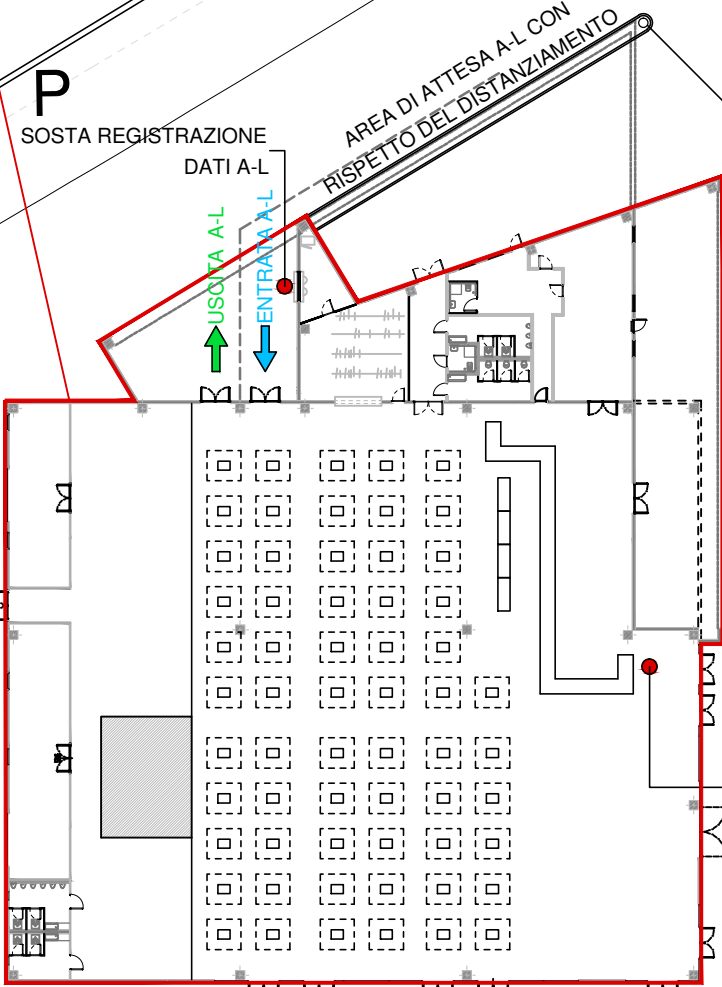 P
SOSTA REGISTRAZIONE
DATI A-L
AREA DI ATTESA A-L CON
RISPETTO DEL DISTANZIAMENTO
USCITA A-L
ENTRATA A-L